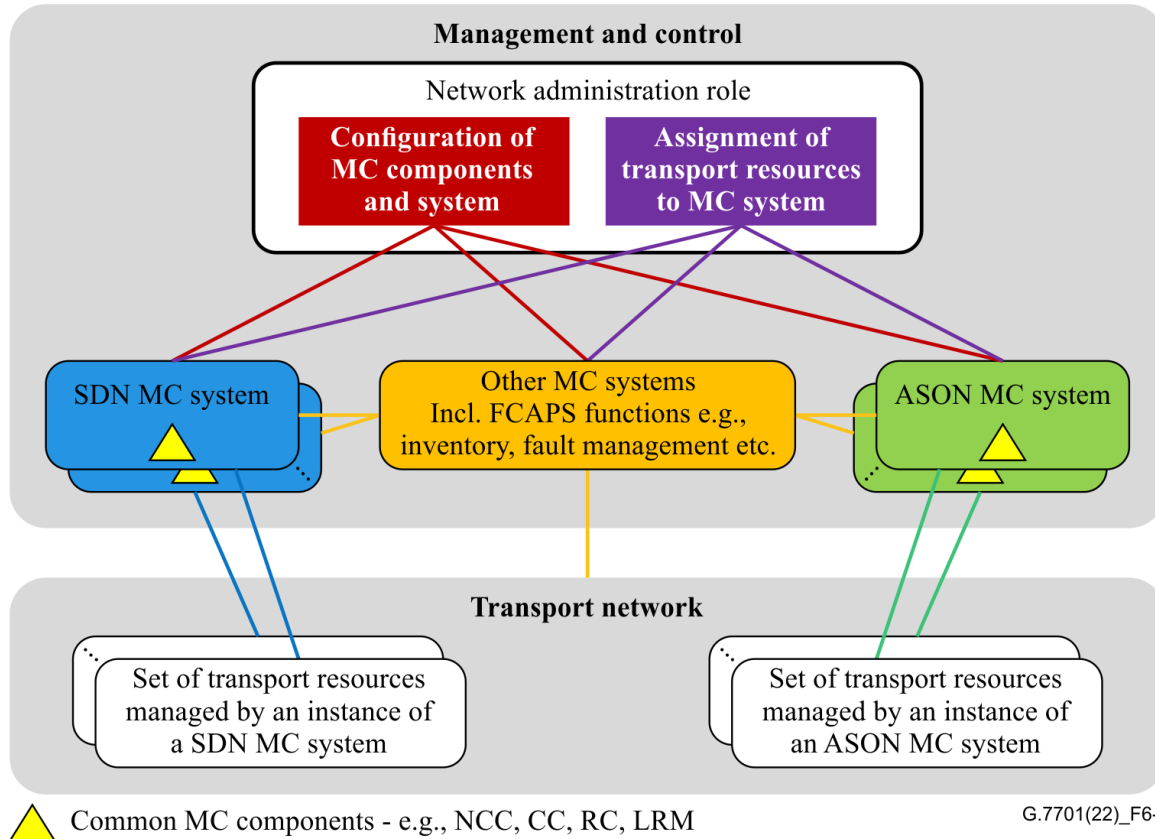 Management and control
Network administration role
Configuration of
MC components
and system
Assignment of
transport resources
to MC system
SDN MC system
Other MC systems
Incl. FCAPS functions e.g.,
inventory, fault management etc.
ASON MC system
Transport network
Set of transport resources
managed by an instance of
a SDN MC system
Set of transport resources
managed by an instance of
an ASON MC system
Common MC components - e.g., NCC, CC, RC, LRM
G.7701(22)_F6-